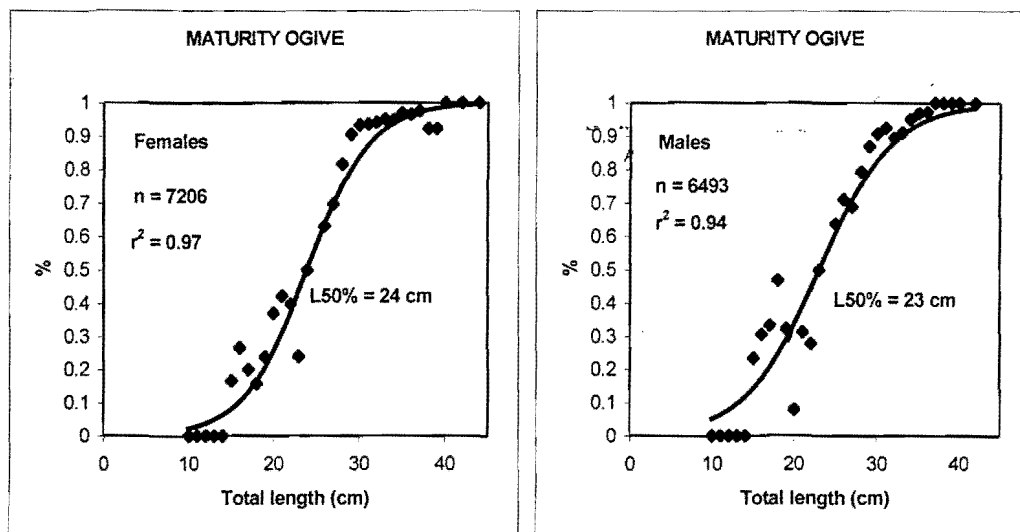 MATURITY OGIVE
1
0.9
0.8
0.7
0.6
0.5
0.4
0.3
0.2
0.1
0
%
Females
n = 7206
r² = 0.97
L50% = 24 cm
0
10
20
30
40
Total length (cm)
MATURITY OGIVE
1
0.9
0.8
0.7
0.6
0.5
0.4
0.3
0.2
0.1
0
%
Males
n = 6493
r² = 0.94
L50% = 23 cm
0
10
20
30
40
Total length (cm)